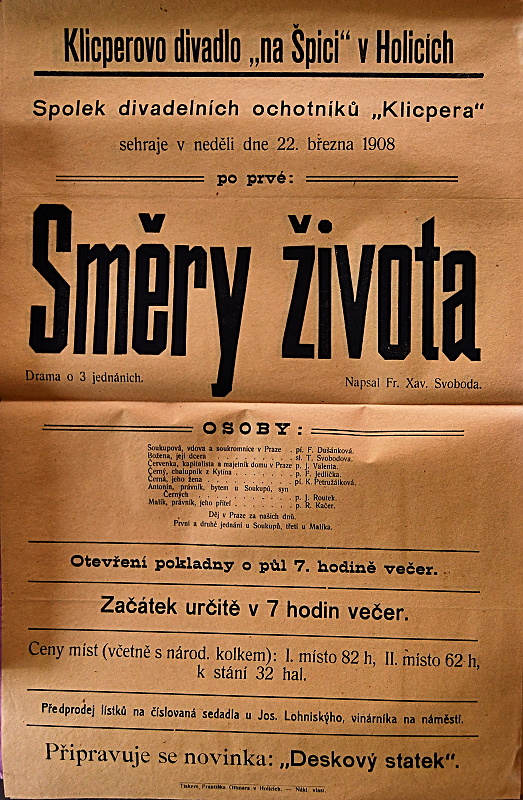 Klicperovo divadlo „na Špici“ v Holicích
Spolek divadelních ochotníků „Klicpera“
sehraje v neděli dne 22. března 1908
po prvé:
Směry života
Drama o 3 jednáních.
Napsal Fr. Xav. Svoboda.
OSOBY:
Soukupová, vdova a soukromnice v Praze . pí. F. Dušánková.
Božena, její dcera . . . . . . . . . . sl. T. Svobodova.
Červenka, kapitalista a majetník domu v Praze p. J. Valenta.
Černý, chalupník z Kytína . . . . . . . p. F. Jedlička.
Černá, jeho žena . . . . . . . . . . pí. K. Petružálková.
Antonín, právník, bytem u Soukupů, syn
Černých . . . . . . . . . . p. J. Routek.
Malík, právník, jeho přítel . . . . . . . p. R. Kačer.
Děj v Praze za našich dnů.
První a druhé jednání u Soukupů, třetí u Malíka.
Otevření pokladny o půl 7. hodině večer.
Začátek určitě v 7 hodin večer.
Ceny míst (včetně s národ. kolkem): I. místo 82 h, II. místo 62 h,
k stání 32 hal.
Předprodej lístků na číslovaná sedadla u Jos. Lohniskýho, vinárníka na náměstí.
Připravuje se novinka: „Deskový statek“.
Tiskem Františka in Holicích. — Nákl. vlast.